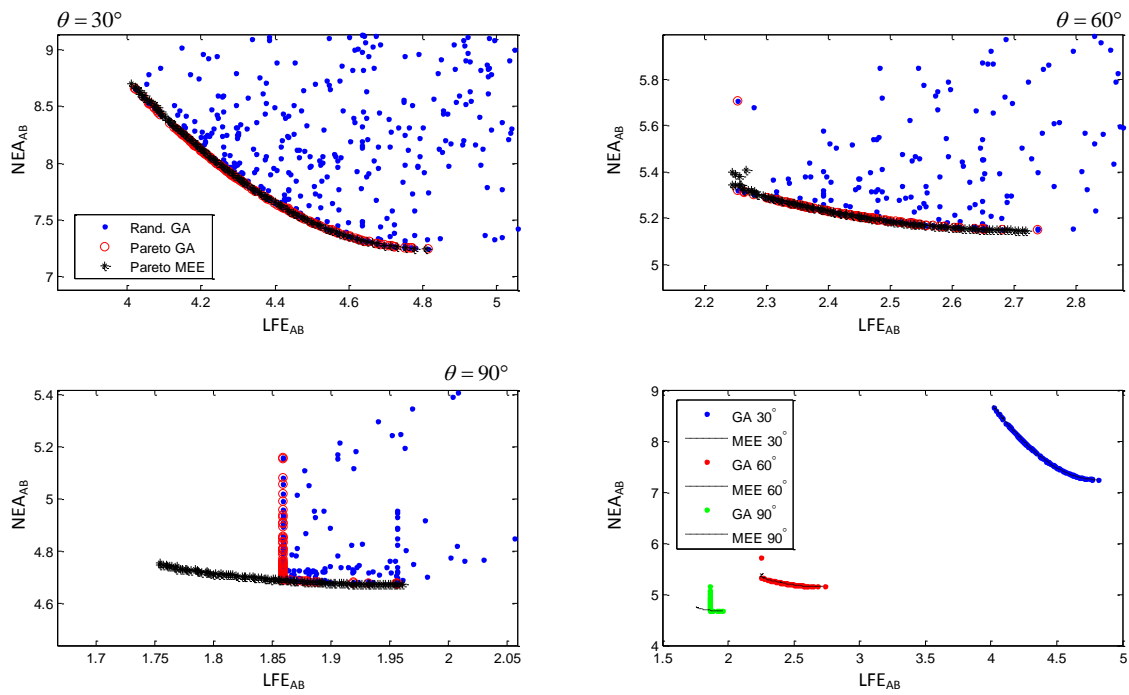 θ = 30°
9
8.5
8
7.5
7
NEA_AB
Rand. GA
Pareto GA
Pareto MEE
4 4.2 4.4 4.6 4.8 5
LFE_AB
θ = 60°
5.8
5.6
5.4
5.2
5
NEA_AB
2.2 2.3 2.4 2.5 2.6 2.7 2.8
LFE_AB
θ = 90°
5.4
5.2
5
4.8
4.6
NEA_AB
1.7 1.75 1.8 1.85 1.9 1.95 2 2.05
LFE_AB
9
8
7
6
5
4
NEA_AB
GA 30°
MEE 30°
GA 60°
MEE 60°
GA 90°
MEE 90°
1.5 2 2.5 3 3.5 4 4.5 5
LFE_AB